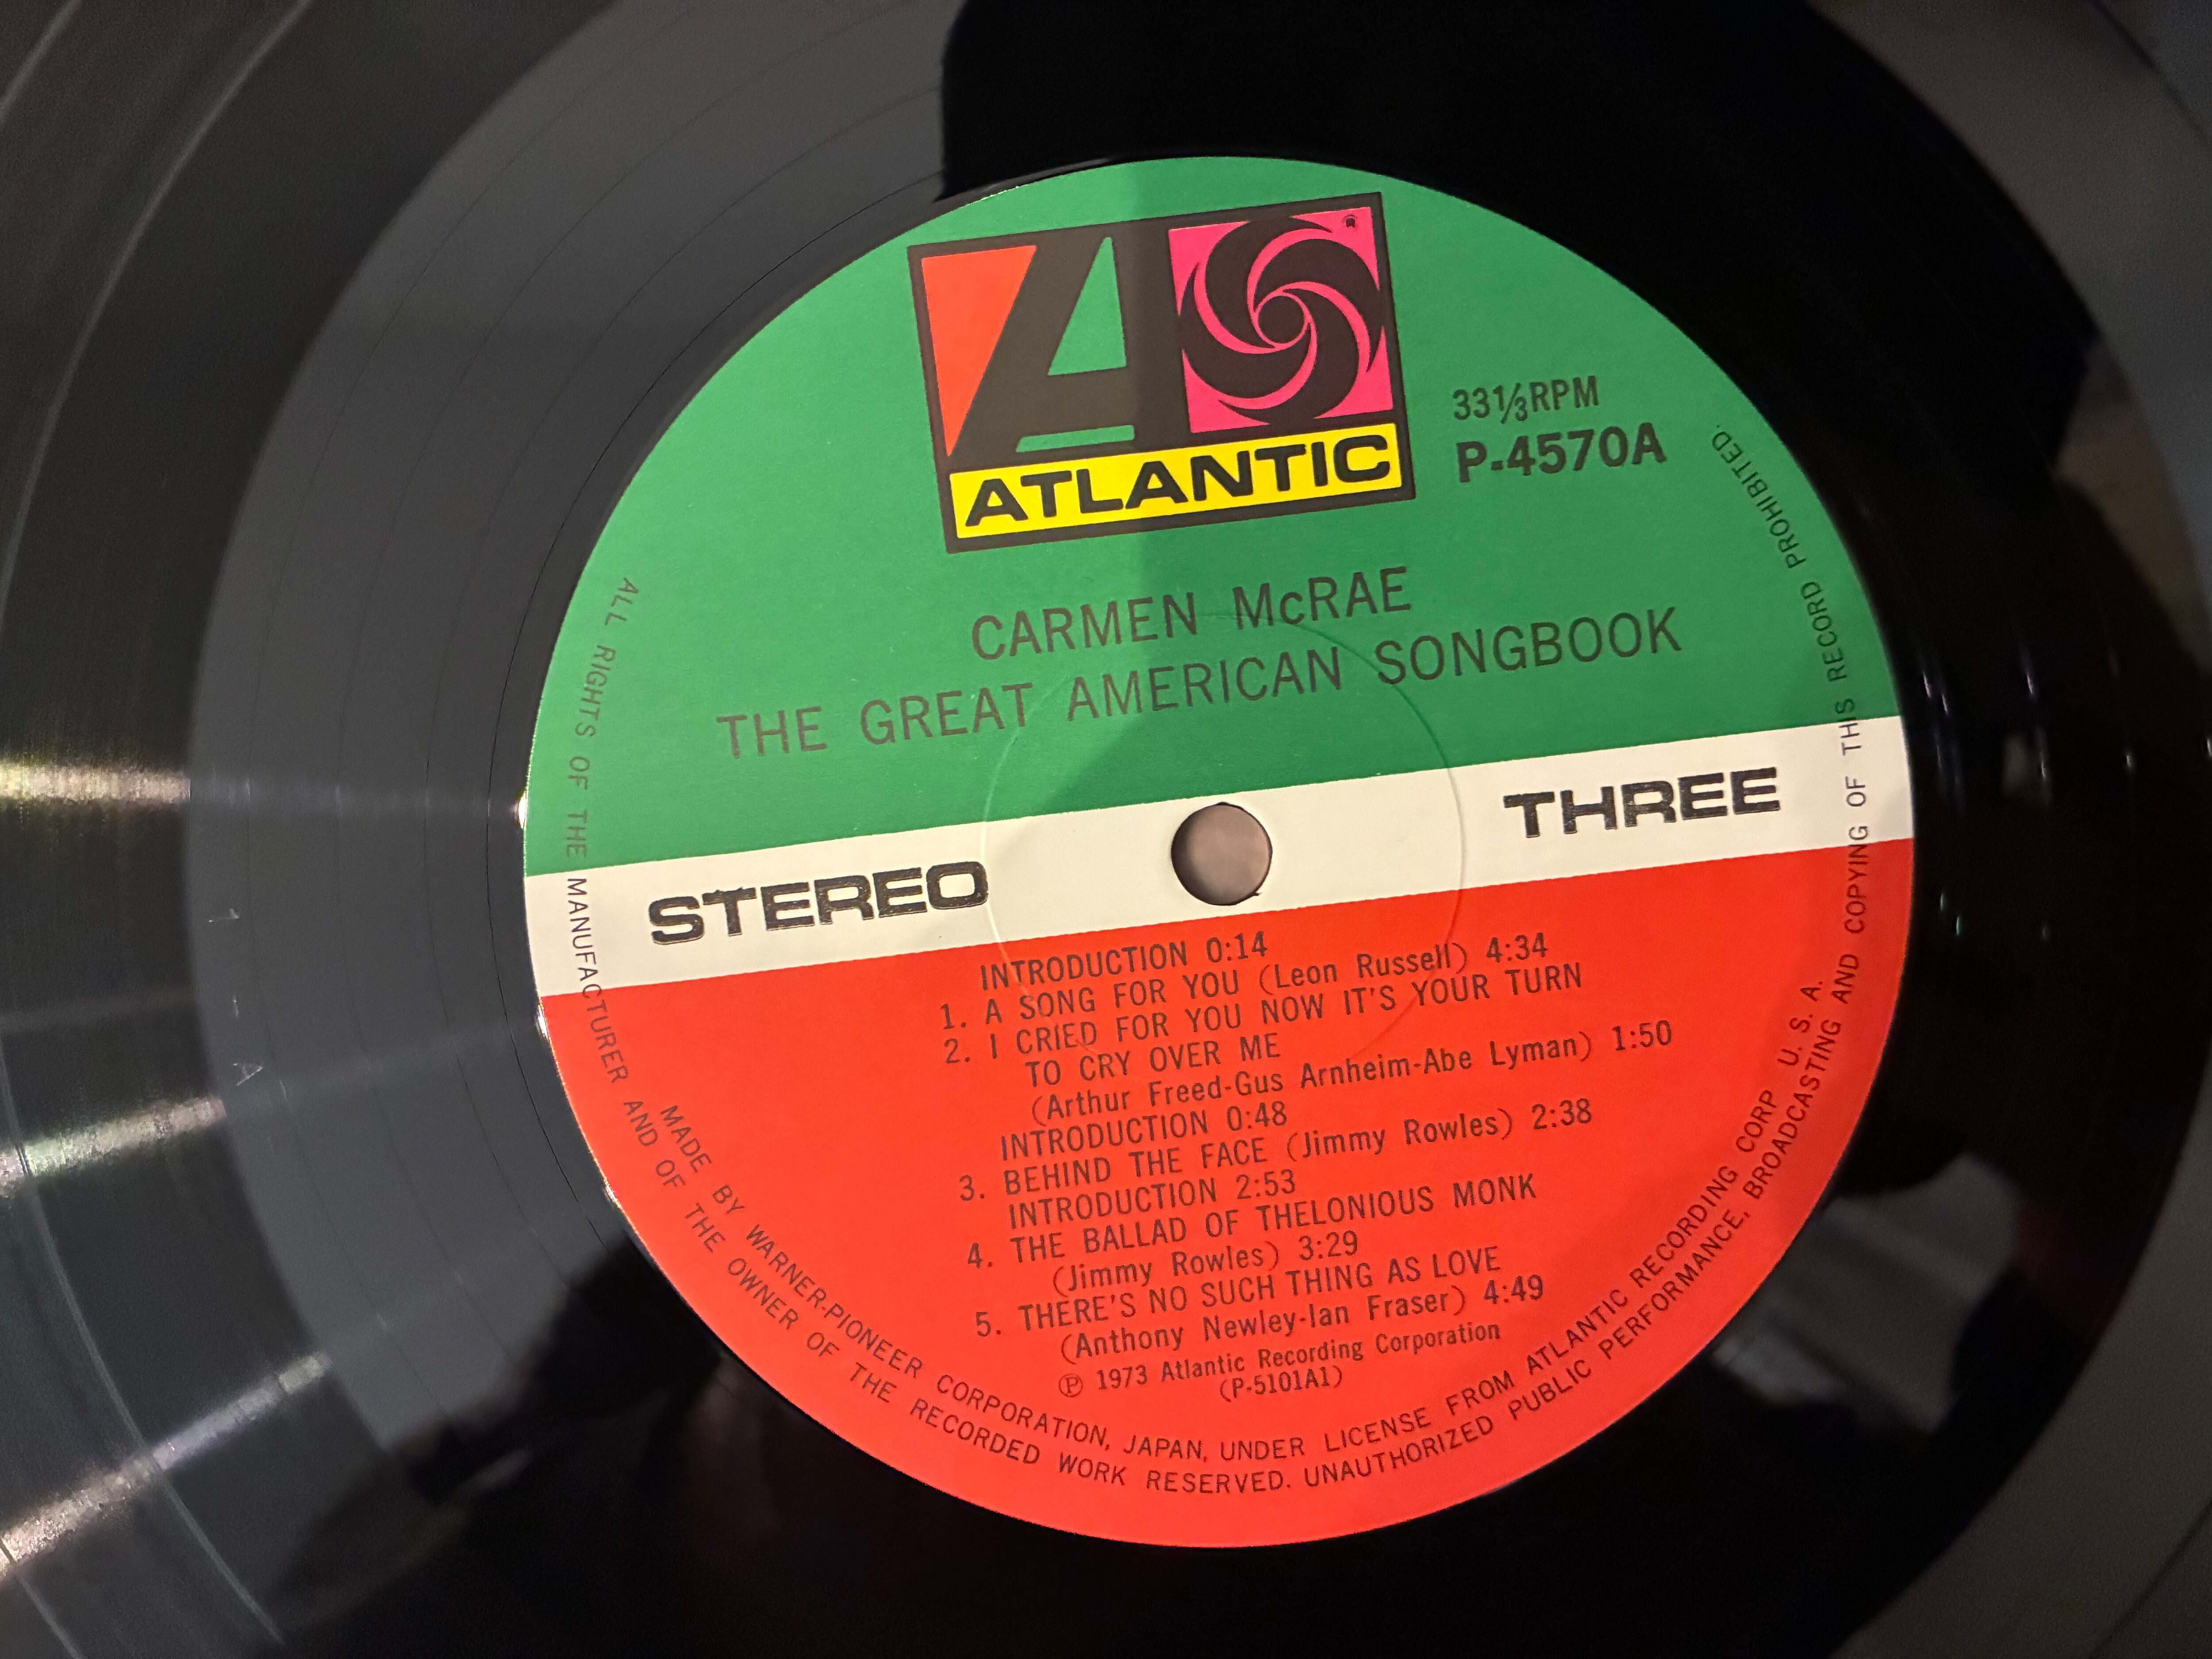 ATLANTIC
33⅓RPM
P-4570A
CARMEN McRAE
THE GREAT AMERICAN SONGBOOK
STEREO
THREE
INTRODUCTION 0:14
1. A SONG FOR YOU (Leon Russell) 4:34
2. I CRIED FOR YOU NOW IT'S YOUR TURN
TO CRY OVER ME
(Arthur Freed-Gus Arnheim-Abe Lyman) 1:50
INTRODUCTION 0:48
3. BEHIND THE FACE (Jimmy Rowles) 2:38
INTRODUCTION 2:53
4. THE BALLAD OF THELONIOUS MONK
(Jimmy Rowles) 3:29
5. THERE'S NO SUCH THING AS LOVE
(Anthony Newley-Ian Fraser) 4:49
Ⓟ 1973 Atlantic Recording Corporation
(P-5101A1)
MADE BY WARNER-PIONEER CORPORATION, JAPAN, UNDER LICENSE FROM ATLANTIC RECORDING CORP U. S. A.
ALL RIGHTS OF THE MANUFACTURER AND OF THE OWNER OF THE RECORDED WORK RESERVED. UNAUTHORIZED PUBLIC PERFORMANCE, BROADCASTING AND COPYING OF THIS RECORD PROHIBITED.